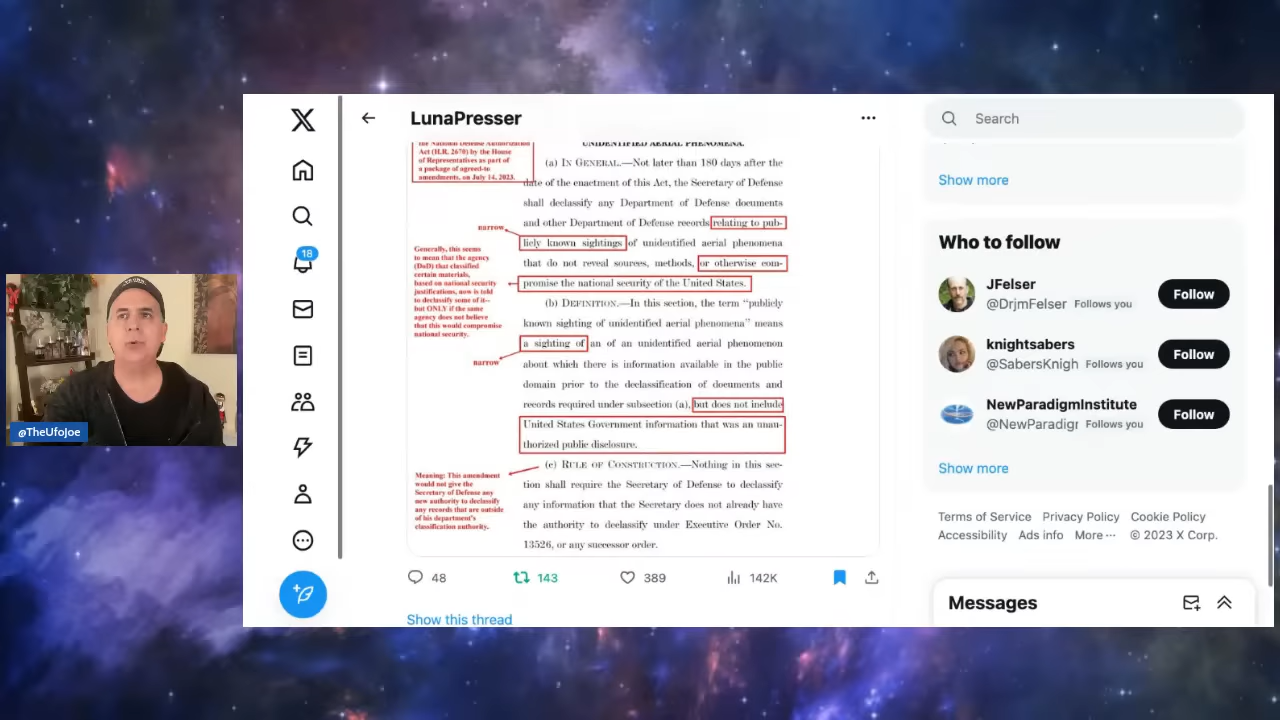 LunaPresser
Search
the National Defense Authorization
Act (H.R. 2670) by the House
of Representatives as part of
a package of agreed-to
amendments, on July 14, 2023.
UNIDENTIFIED AERIAL PHENOMENA.
(a) IN GENERAL.—Not later than 180 days after the
date of the enactment of this Act, the Secretary of Defense
shall declassify any Department of Defense documents
and other Department of Defense records relating to pub-
licly known sightings of unidentified aerial phenomena
that do not reveal sources, methods, or otherwise com-
promise the national security of the United States.
narrow
Generally, this seems
to mean that the agency
(DoD) that classified
certain materials,
based on national security
justifications, now is told
to declassify some of it--
but ONLY if the same
agency does not believe
that this would compromise
national security.
(b) DEFINITION.—In this section, the term "publicly
known sighting of unidentified aerial phenomena" means
a sighting of an of an unidentified aerial phenomenon
about which there is information available in the public
domain prior to the declassification of documents and
records required under subsection (a), but does not include
United States Government information that was an unau-
thorized public disclosure.
narrow
(c) RULE OF CONSTRUCTION.—Nothing in this sec-
tion shall require the Secretary of Defense to declassify
any information that the Secretary does not already have
the authority to declassify under Executive Order No.
13526, or any successor order.
Meaning: This amendment
would not give the
Secretary of Defense any
new authority to declassify
any records that are outside
of his department's
classification authority.
48 143 389 142K
Show this thread
Show more
Who to follow
JFelser
@DrjmFelser Follows you
Follow
knightsabers
@SabersKnigh Follows you
Follow
NewParadigmInstitute
@NewParadigr Follows you
Follow
Show more
Terms of Service Privacy Policy Cookie Policy
Accessibility Ads info More ··· © 2023 X Corp.
Messages
18
@TheUfoJoe